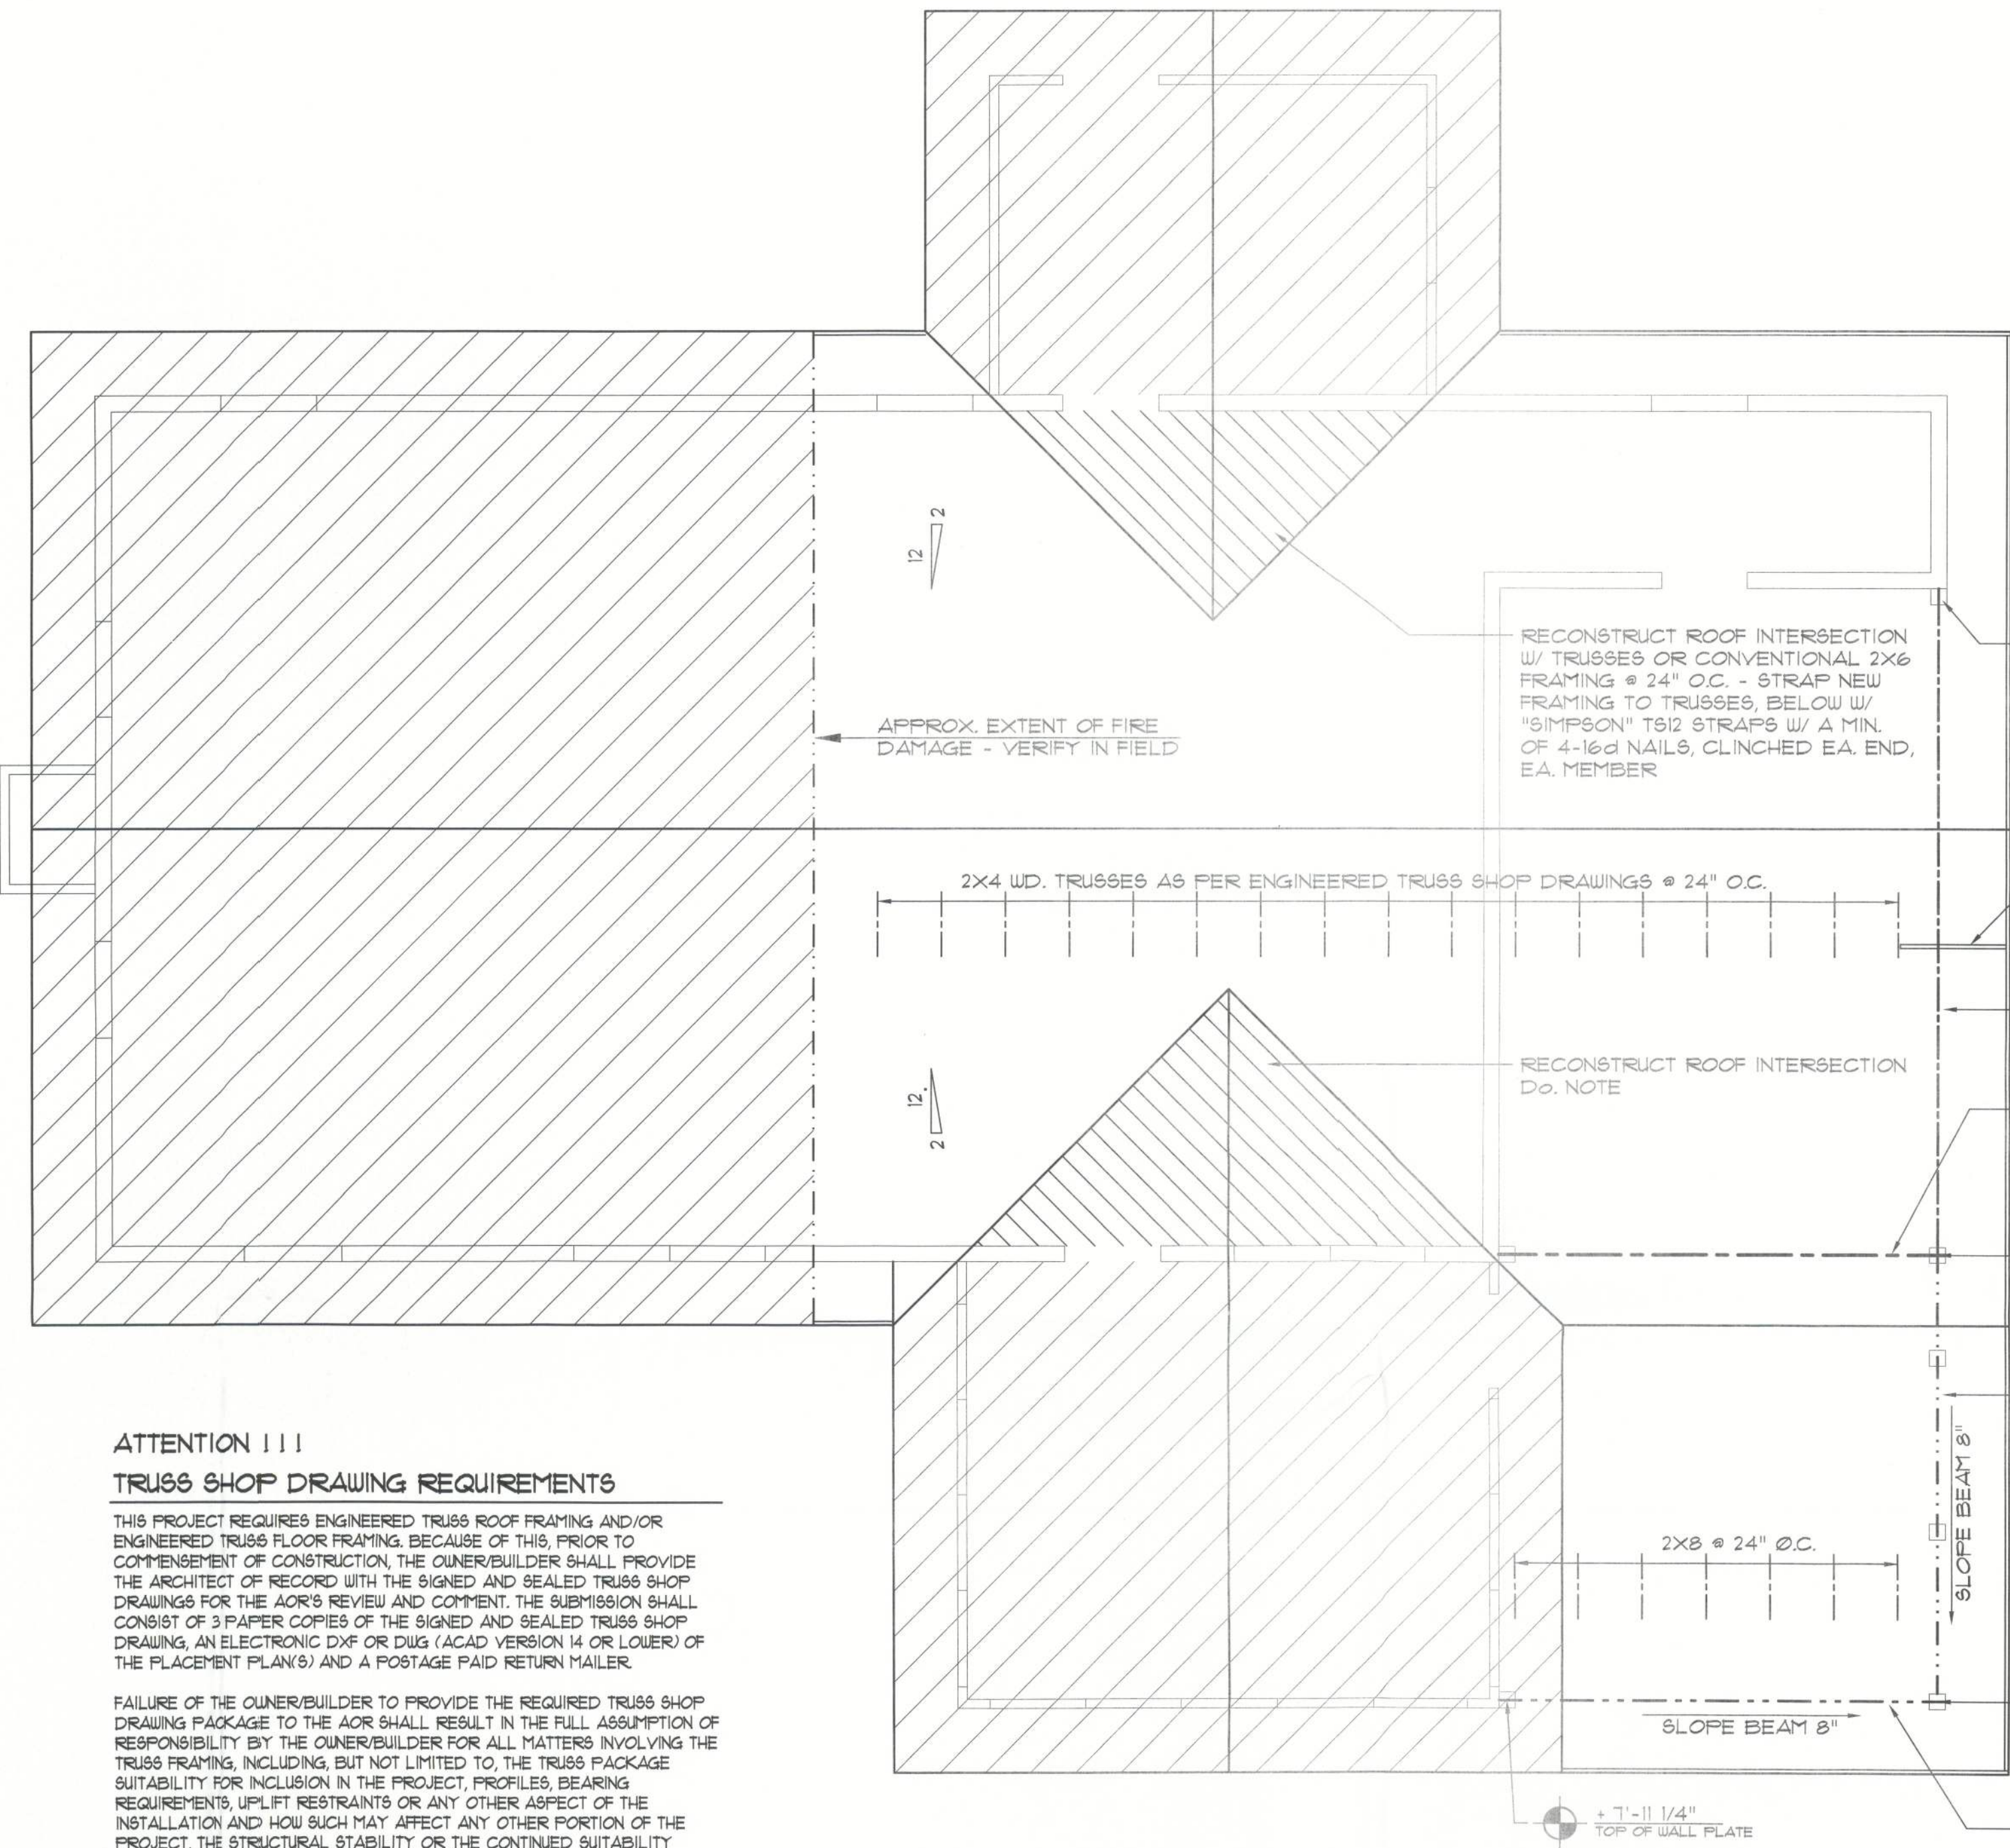 12
2
RECONSTRUCT ROOF INTERSECTION
W/ TRUSSES OR CONVENTIONAL 2X6
FRAMING @ 24" O.C. - STRAP NEW
FRAMING TO TRUSSES, BELOW W/
"SIMPSON" TS12 STRAPS W/ A MIN.
OF 4-16d NAILS, CLINCHED EA. END,
EA. MEMBER
APPROX. EXTENT OF FIRE
DAMAGE - VERIFY IN FIELD
2X4 WD. TRUSSES AS PER ENGINEERED TRUSS SHOP DRAWINGS @ 24" O.C.
RECONSTRUCT ROOF INTERSECTION
Do. NOTE
12.
2
ATTENTION !!!
TRUSS SHOP DRAWING REQUIREMENTS
THIS PROJECT REQUIRES ENGINEERED TRUSS ROOF FRAMING AND/OR
ENGINEERED TRUSS FLOOR FRAMING. BECAUSE OF THIS, PRIOR TO
COMMENSEMENT OF CONSTRUCTION, THE OWNER/BUILDER SHALL PROVIDE
THE ARCHITECT OF RECORD WITH THE SIGNED AND SEALED TRUSS SHOP
DRAWINGS FOR THE AOR'S REVIEW AND COMMENT. THE SUBMISSION SHALL
CONSIST OF 3 PAPER COPIES OF THE SIGNED AND SEALED TRUSS SHOP
DRAWING, AN ELECTRONIC DXF OR DWG (ACAD VERSION 14 OR LOWER) OF
THE PLACEMENT PLAN(S) AND A POSTAGE PAID RETURN MAILER.
FAILURE OF THE OWNER/BUILDER TO PROVIDE THE REQUIRED TRUSS SHOP
DRAWING PACKAGE TO THE AOR SHALL RESULT IN THE FULL ASSUMPTION OF
RESPONSIBILITY BY THE OWNER/BUILDER FOR ALL MATTERS INVOLVING THE
TRUSS FRAMING, INCLUDING, BUT NOT LIMITED TO, THE TRUSS PACKAGE
SUITABILITY FOR INCLUSION IN THE PROJECT, PROFILES, BEARING
REQUIREMENTS, UPLIFT RESTRAINTS OR ANY OTHER ASPECT OF THE
INSTALLATION AND HOW SUCH MAY AFFECT ANY OTHER PORTION OF THE
PROJECT, THE STRUCTURAL STABILITY OR THE CONTINUED SUITABILITY
2X8 @ 24" O.C.
SLOPE BEAM 8"
SLOPE BEAM 8"
+ 7'-11 1/4"
TOP OF WALL PLATE